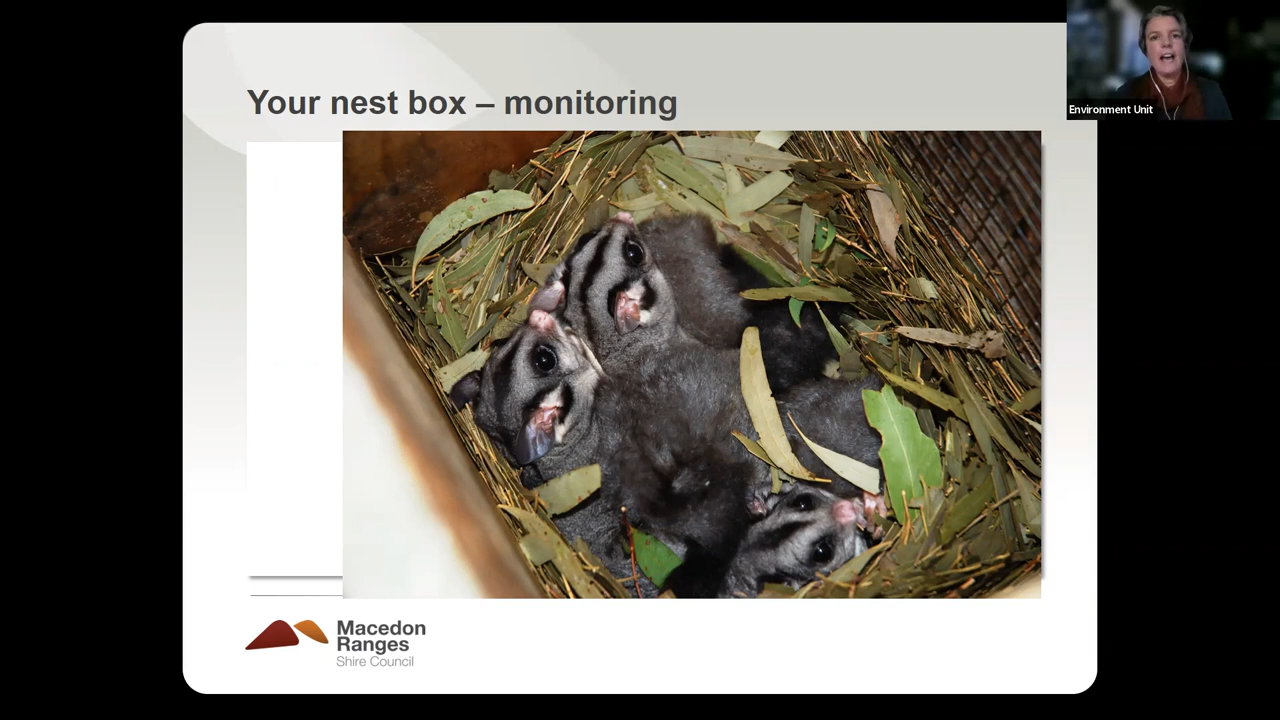 Your nest box – monitoring
Environment Unit
Macedon
Ranges
Shire Council